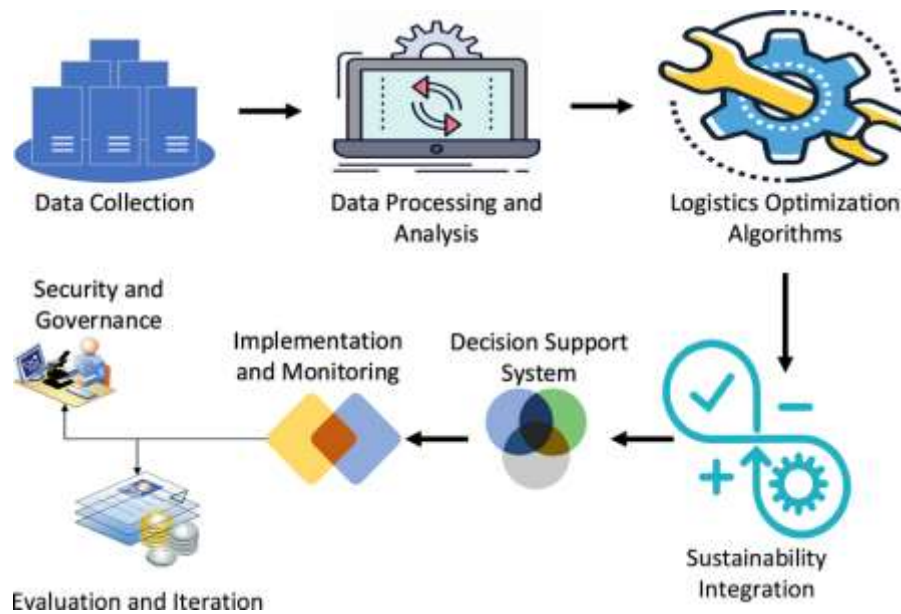 Data Collection
Data Processing and
Analysis
Logistics Optimization
Algorithms
Security and
Governance
Implementation
and Monitoring
Decision Support
System
Sustainability
Integration
Evaluation and Iteration